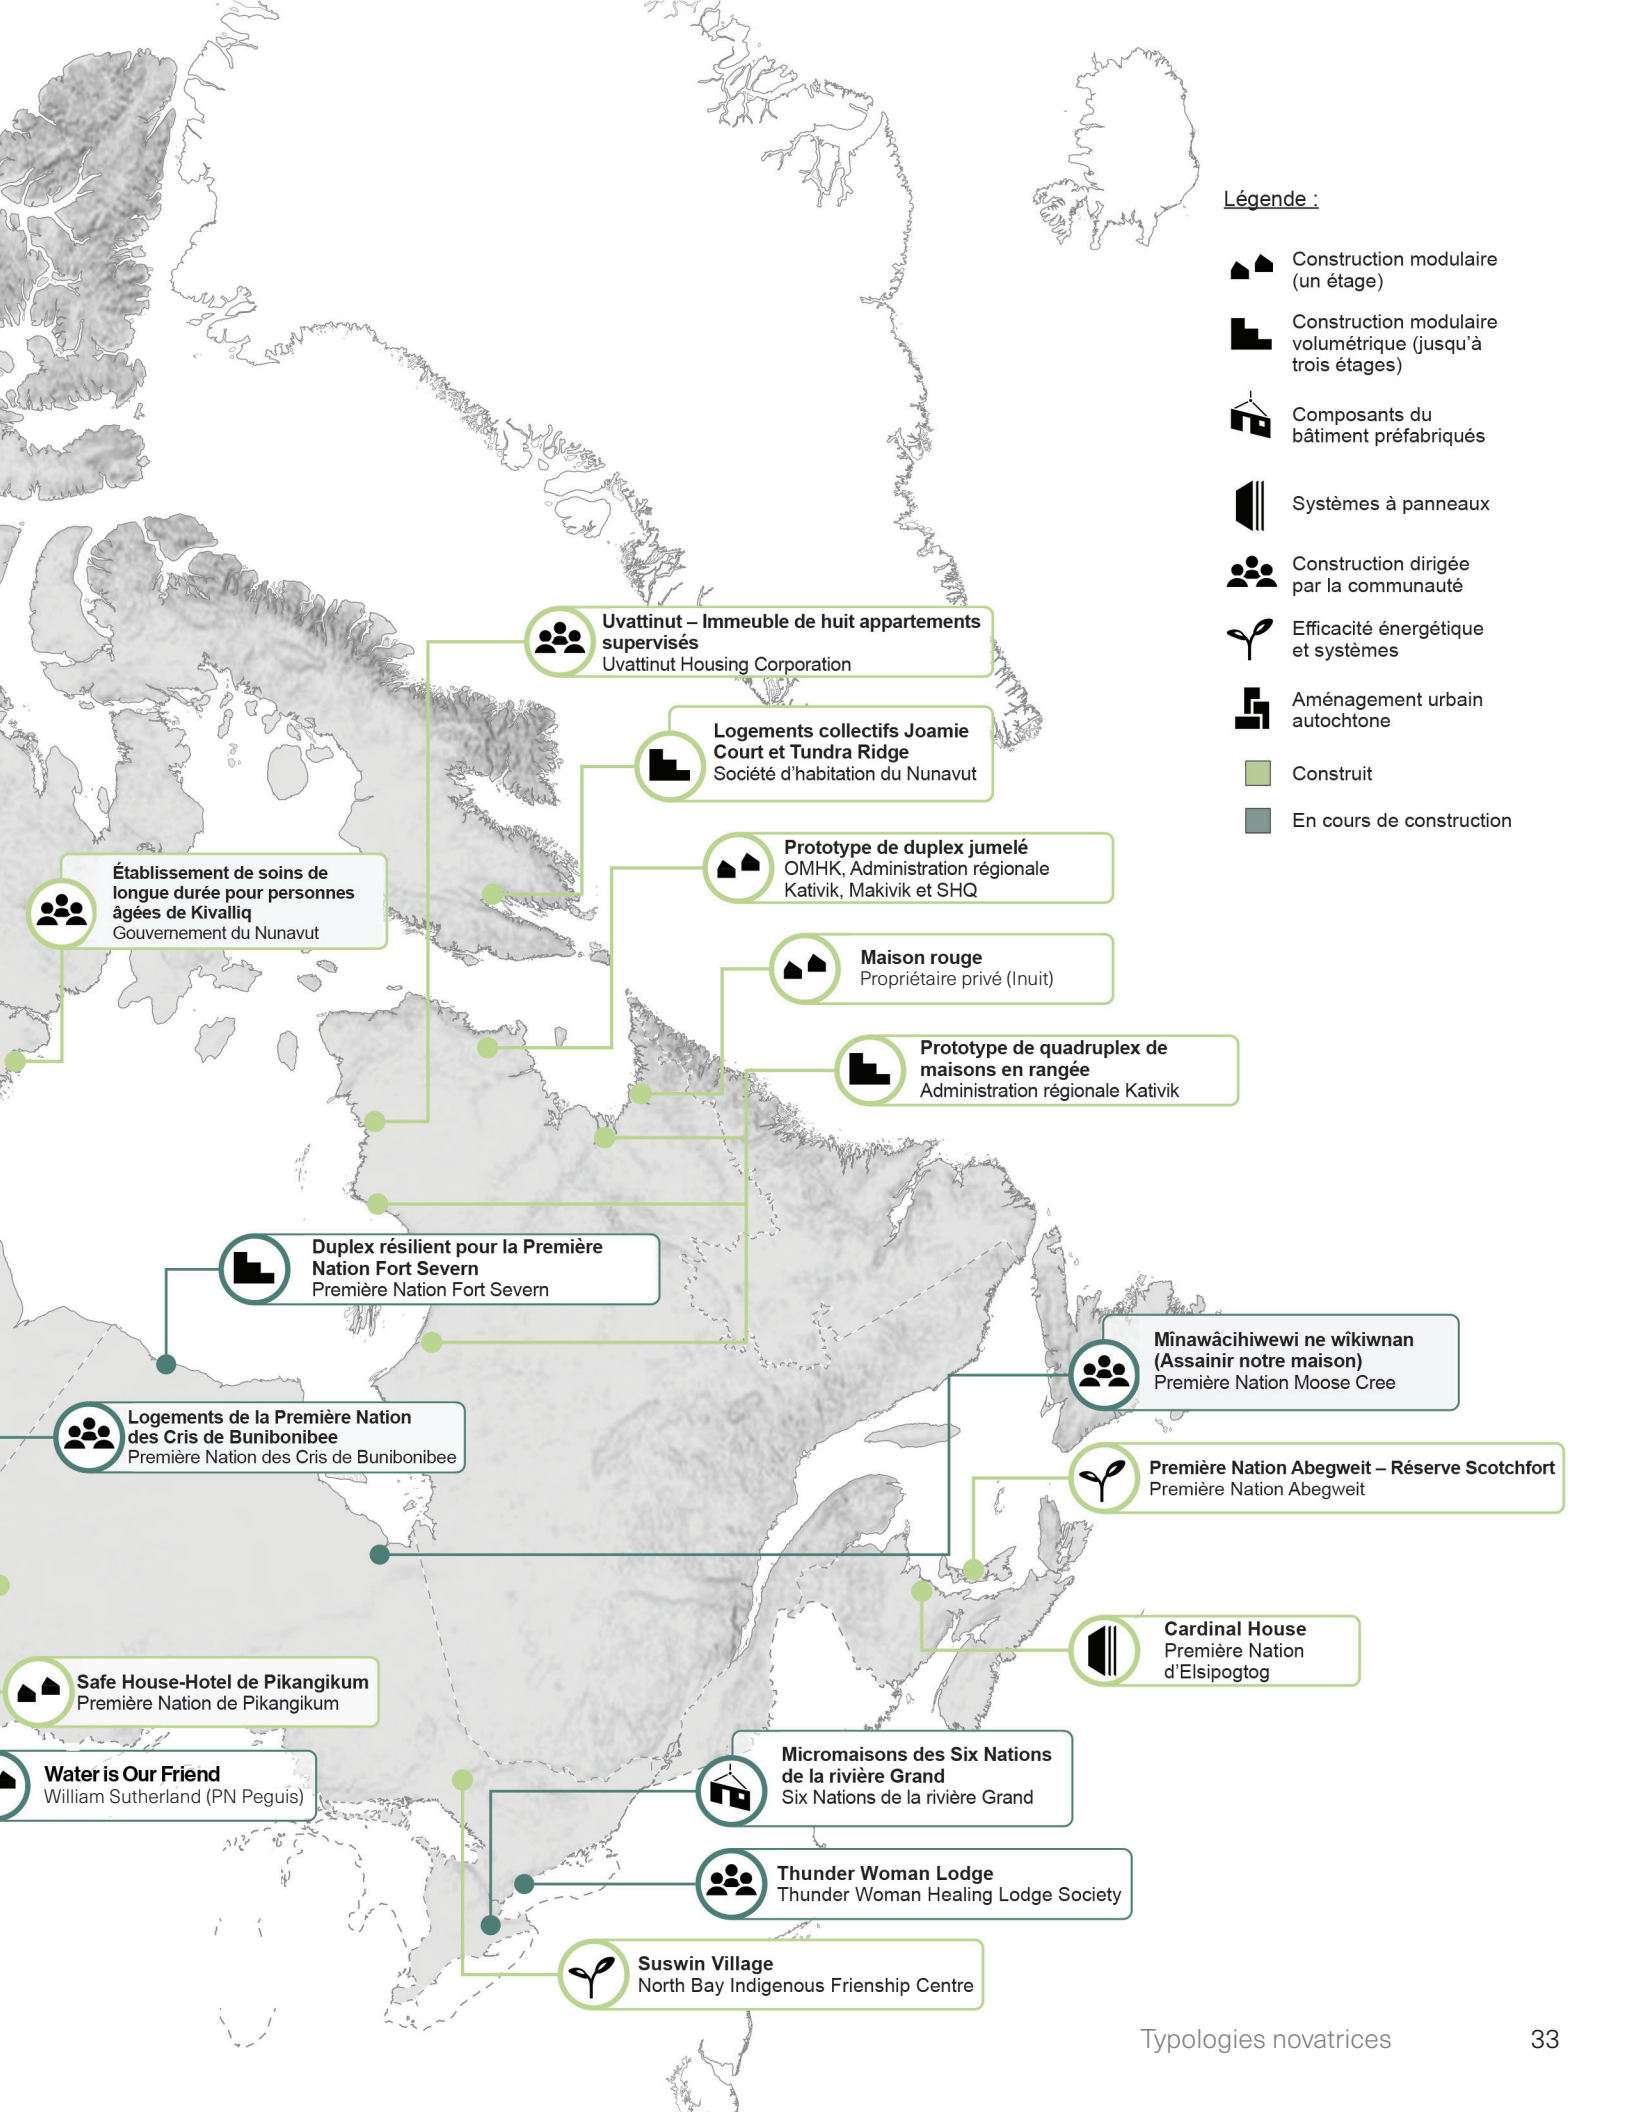 Légende :
Construction modulaire
(un étage)
Construction modulaire
volumétrique (jusqu'à
trois étages)
Composants du
bâtiment préfabriqués
Systèmes à panneaux
Construction dirigée
par la communauté
Efficacité énergétique
et systèmes
Aménagement urbain
autochtone
Construit
En cours de construction
Uvattinut – Immeuble de huit appartements
supervisés
Uvattinut Housing Corporation
Logements collectifs Joamie
Court et Tundra Ridge
Société d'habitation du Nunavut
Prototype de duplex jumelé
OMHK, Administration régionale
Kativik, Makivik et SHQ
Établissement de soins de
longue durée pour personnes
âgées de Kivalliq
Gouvernement du Nunavut
Maison rouge
Propriétaire privé (Inuit)
Prototype de quadruplex de
maisons en rangée
Administration régionale Kativik
Duplex résilient pour la Première
Nation Fort Severn
Première Nation Fort Severn
Mînawâcihiwewi ne wîkiwnan
(Assainir notre maison)
Première Nation Moose Cree
Logements de la Première Nation
des Cris de Bunibonibee
Première Nation des Cris de Bunibonibee
Première Nation Abegweit – Réserve Scotchfort
Première Nation Abegweit
Cardinal House
Première Nation
d'Elsipogtog
Safe House-Hotel de Pikangikum
Première Nation de Pikangikum
Water is Our Friend
William Sutherland (PN Peguis)
Micromaisons des Six Nations
de la rivière Grand
Six Nations de la rivière Grand
Thunder Woman Lodge
Thunder Woman Healing Lodge Society
Suswin Village
North Bay Indigenous Frienship Centre
Typologies novatrices
33